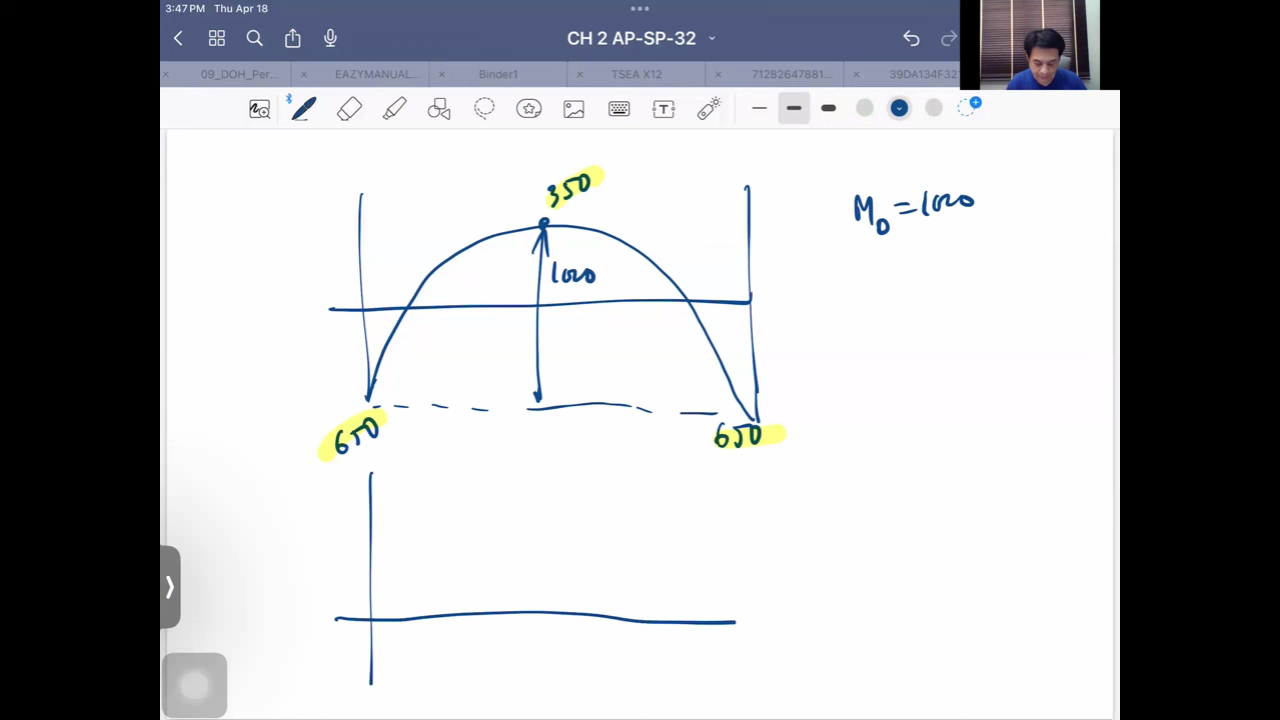 3:47 PM Thu Apr 18
CH 2 AP-SP-32
09_DOH_Per...
EAZYMANUAL...
Binder1
TSEA X12
71282647881...
39DA134F32
T
350
M₀ = 1000
1000
650
650